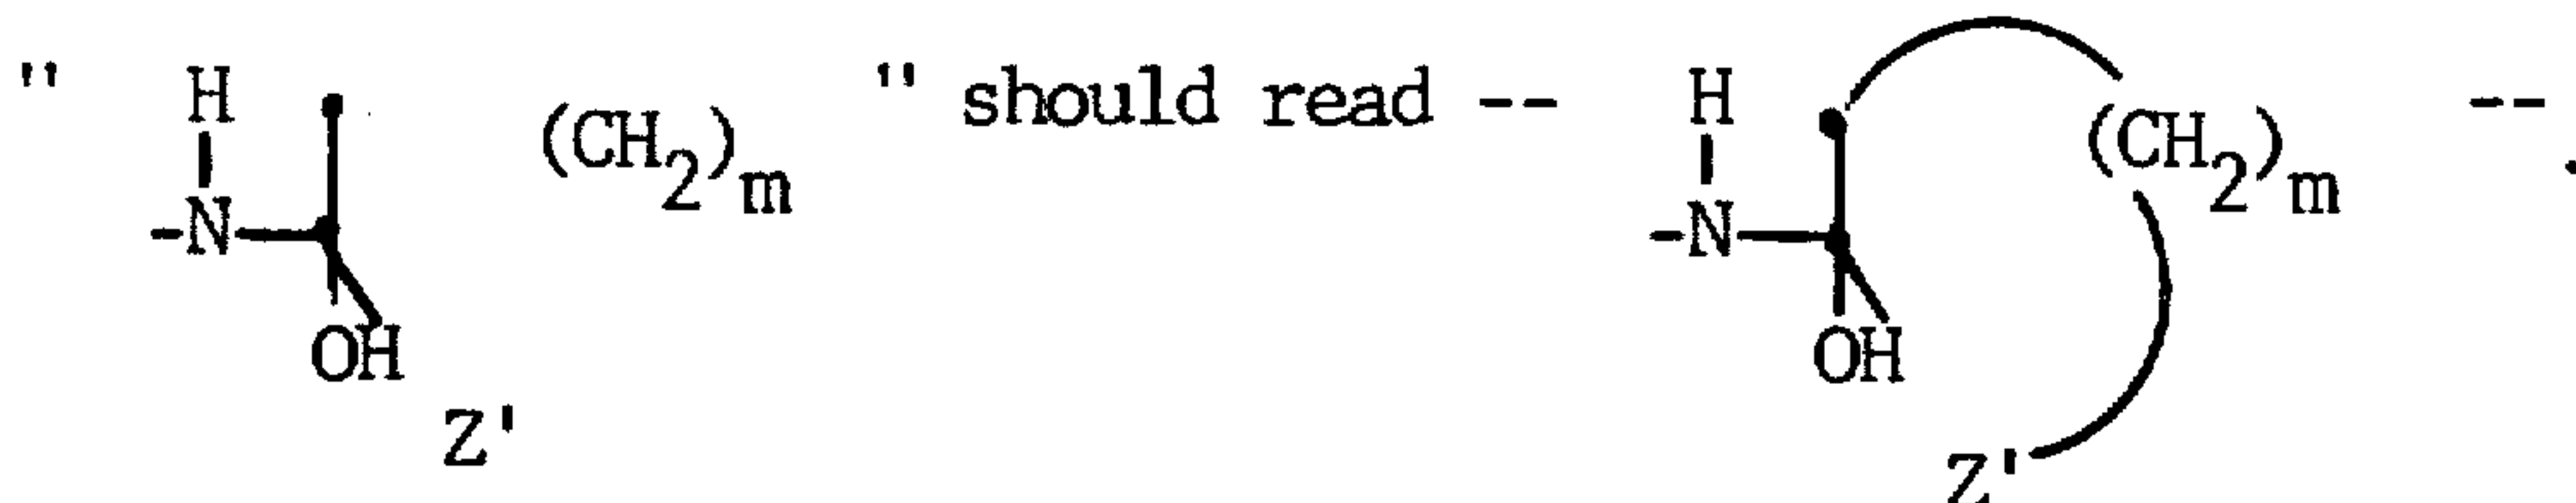 " H (CH2)m " should read -- H (CH2)m --.
-N -N
OH OH
Z' Z'